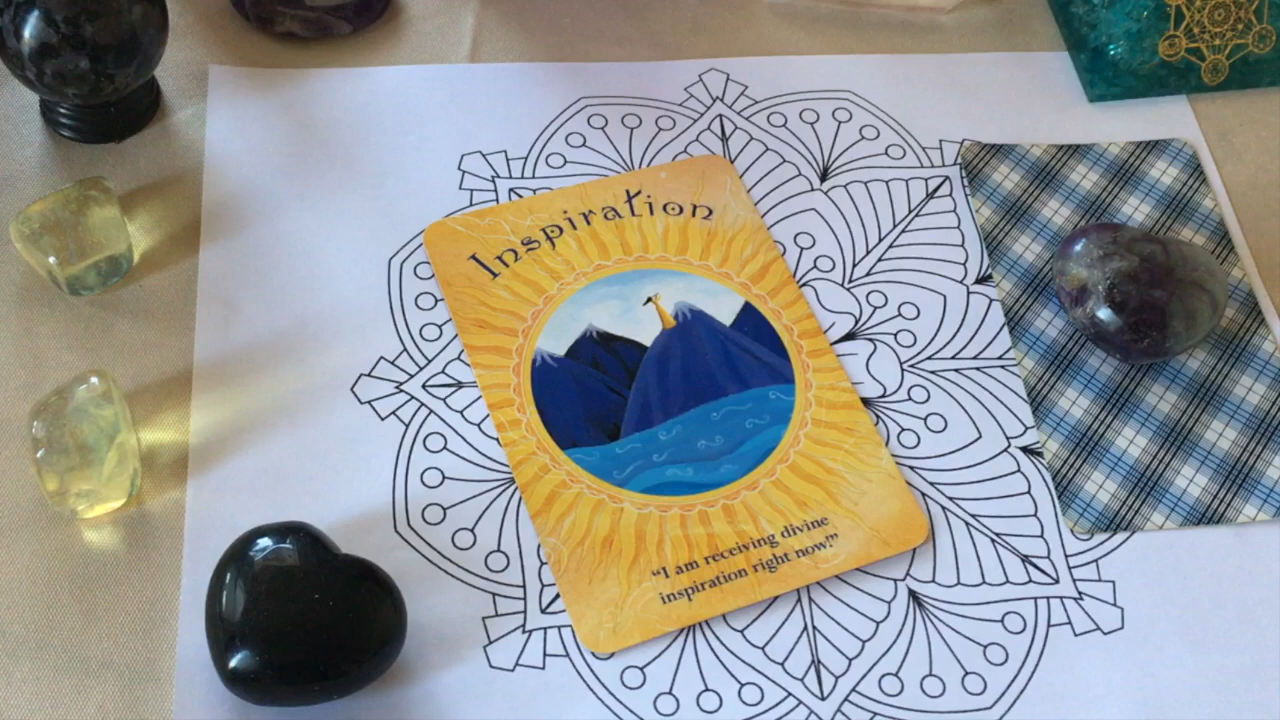 Inspiration
“I am receiving divine
inspiration right now!”